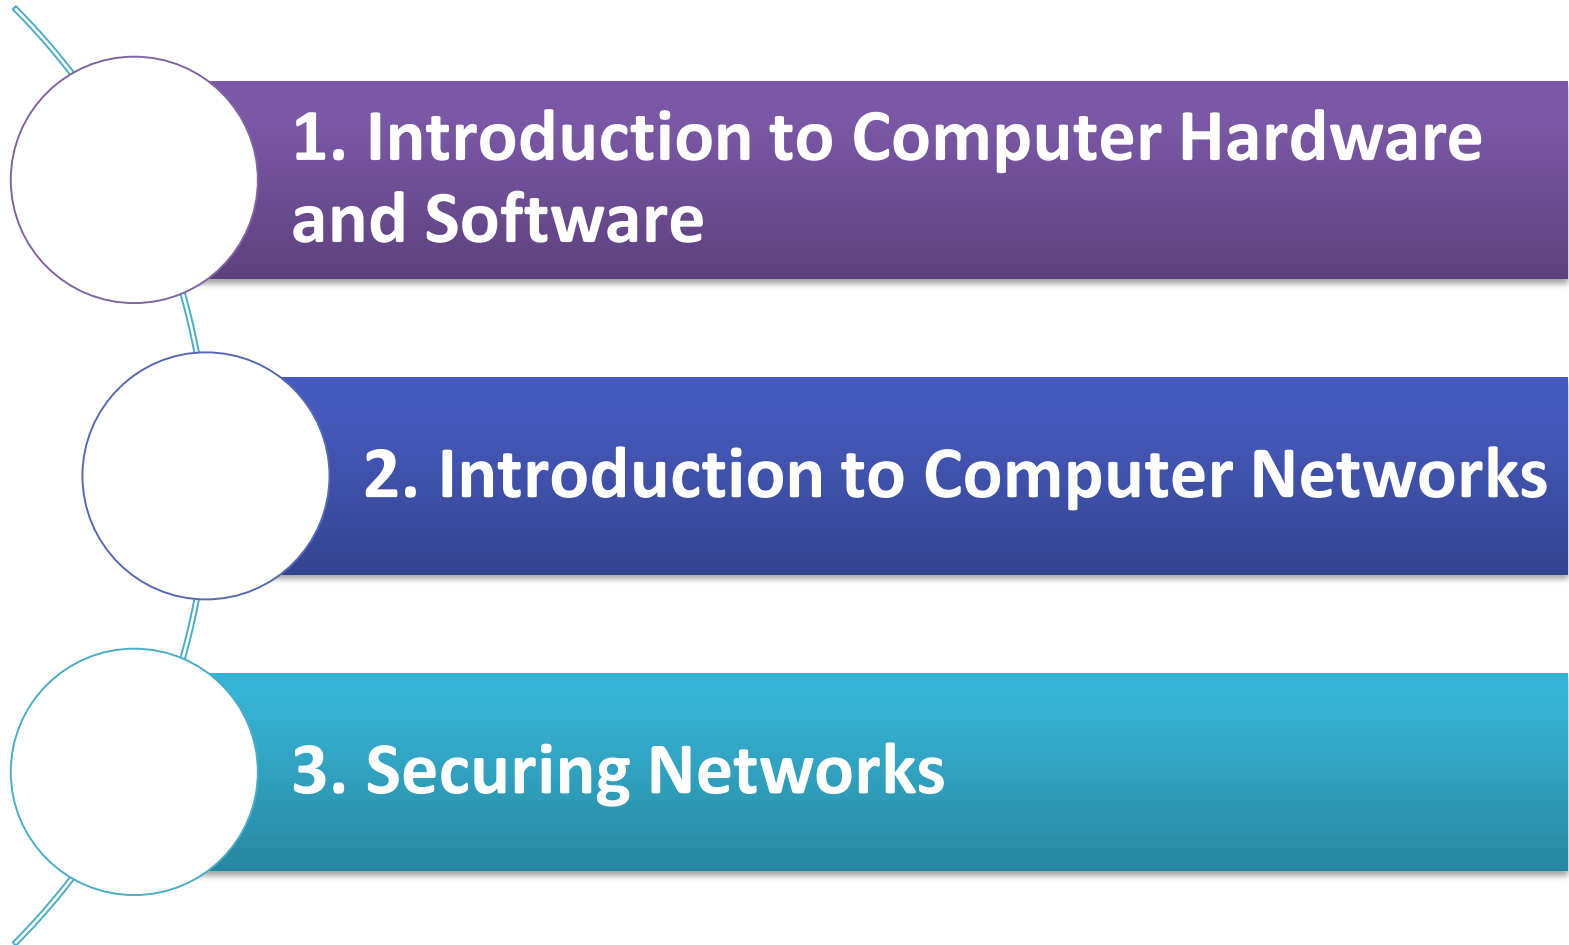 1. Introduction to Computer Hardware
and Software
2. Introduction to Computer Networks
3. Securing Networks